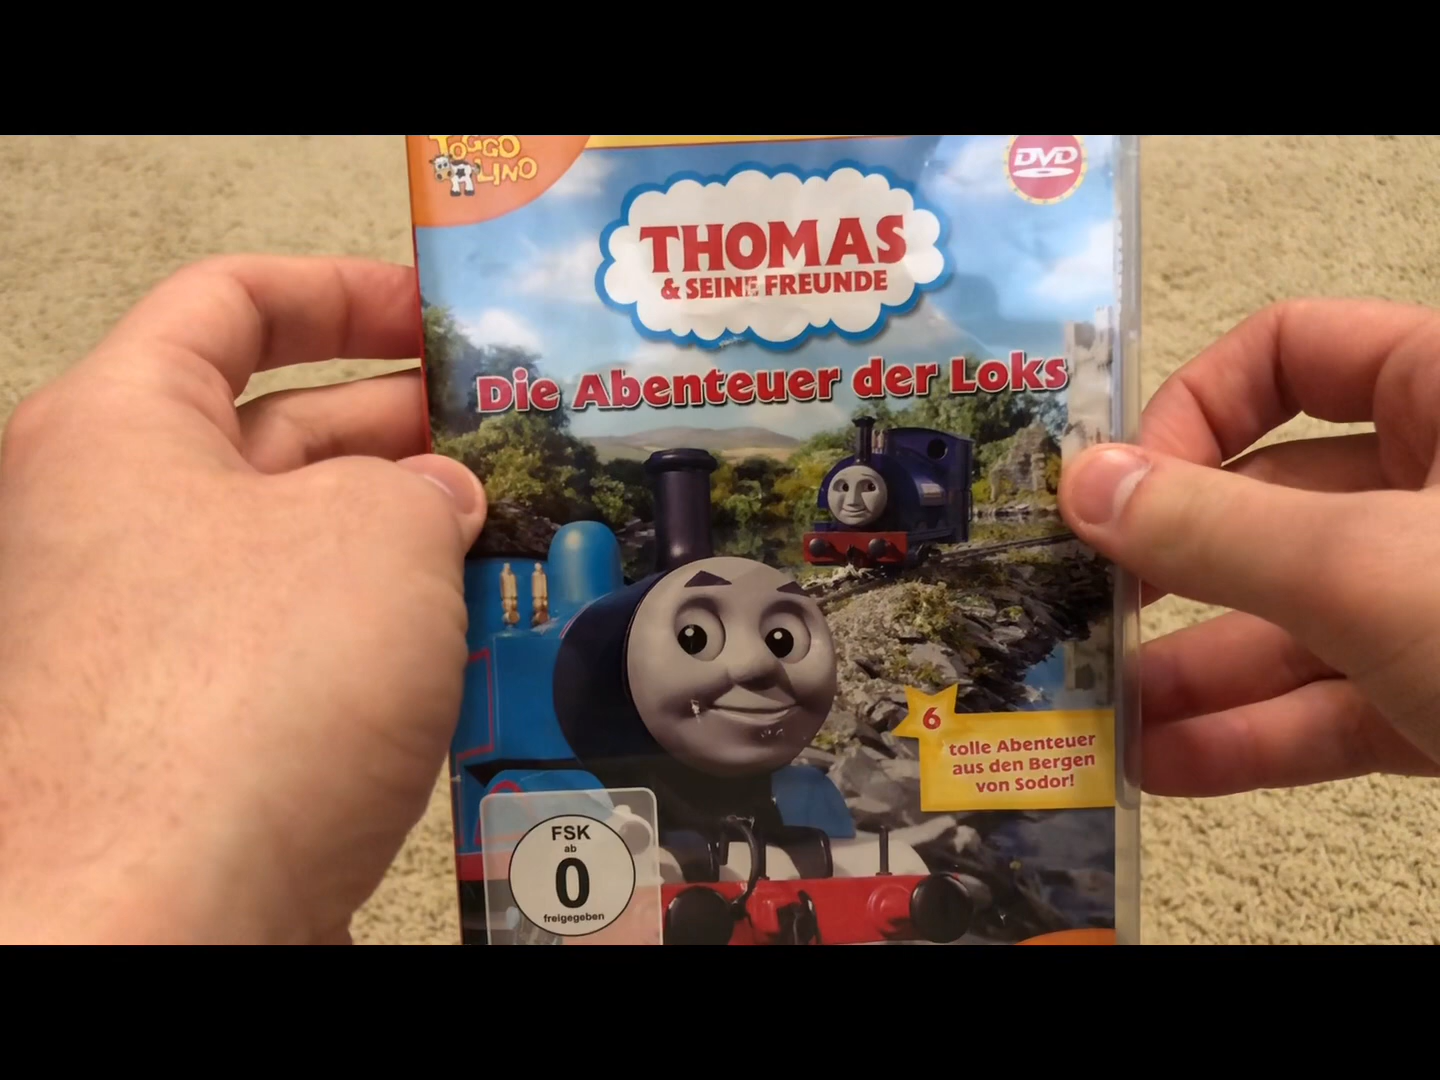 TOGGO
LINO
DVD
THOMAS
& SEINE FREUNDE
Die Abenteuer der Loks
6
tolle Abenteuer
aus den Bergen
von Sodor!
FSK
ab
0
freigegeben